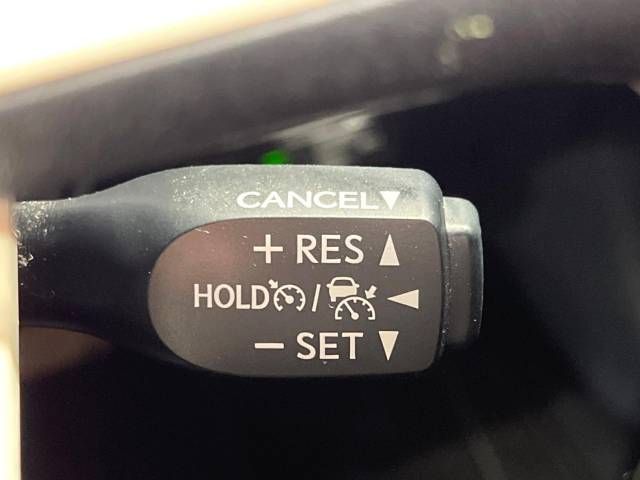 CANCEL▼
+ RES ▲
HOLD / ◀
− SET ▼